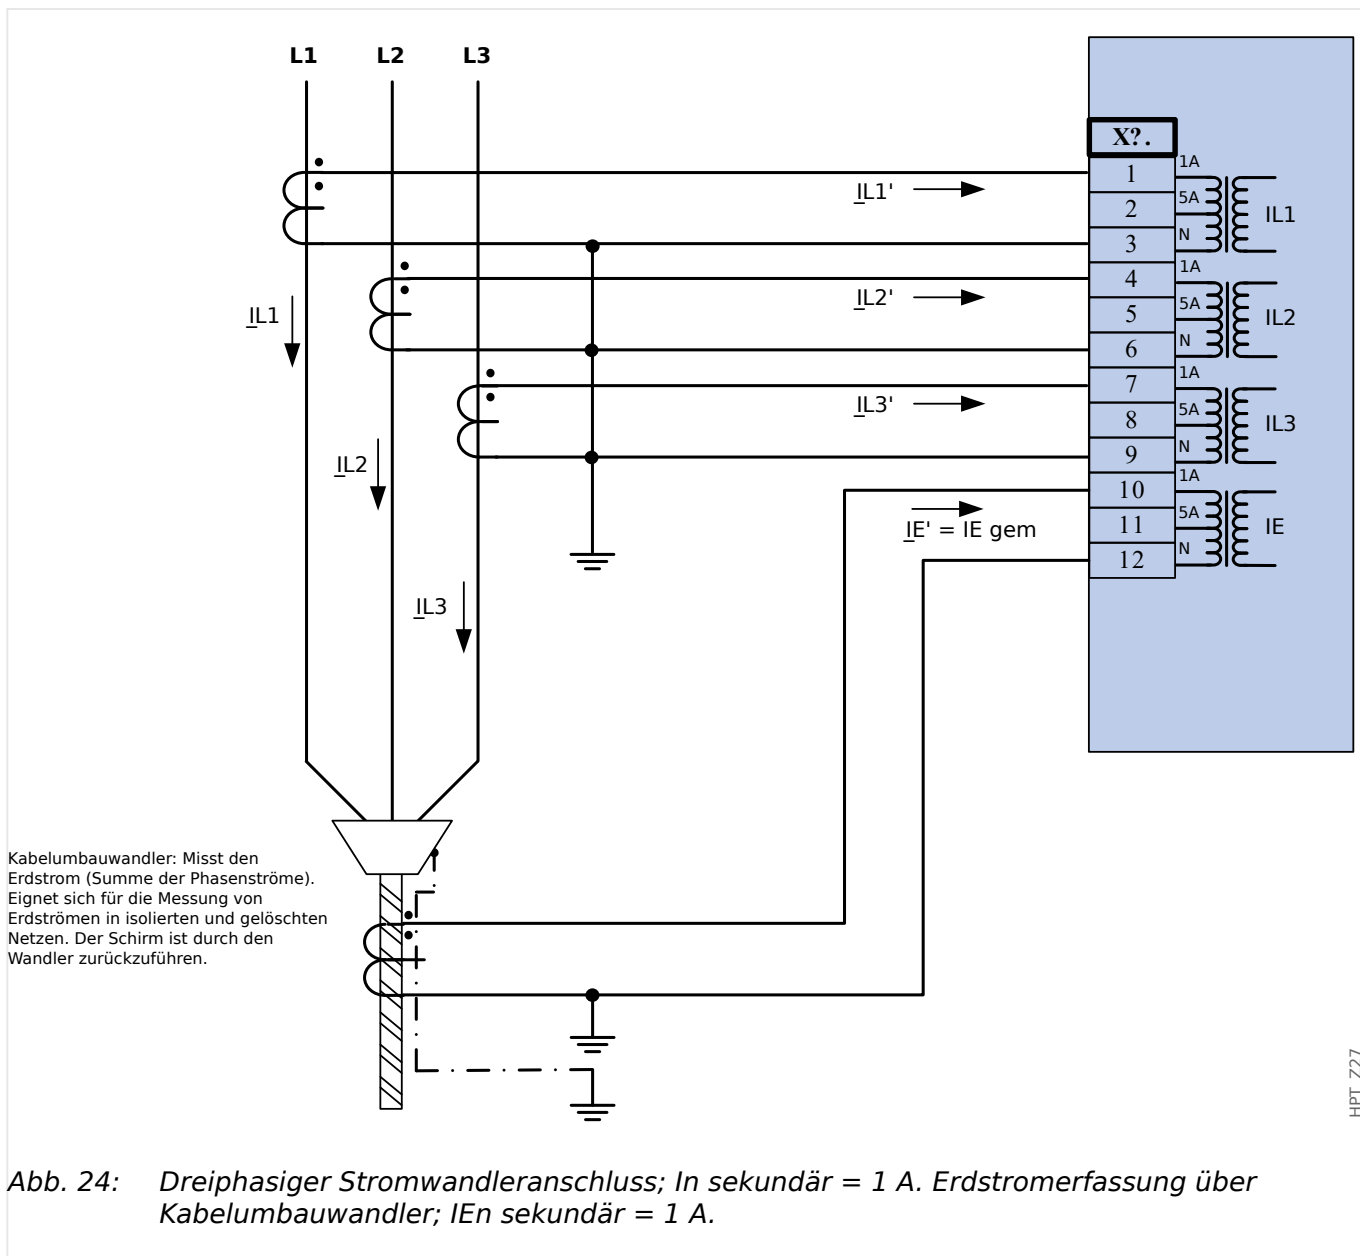 L1 L2 L3
X?.
1 1A
IL1'
2 5A IL1
3 N
4 1A
IL2'
IL1
5 5A IL2
6 N
7 1A
IL3'
8 5A IL3
9 N
IL2
10 1A
11 5A IE
IE' = IE gem
12 N
IL3
Kabelumbauwandler: Misst den
Erdstrom (Summe der Phasenströme).
Eignet sich für die Messung von
Erdströmen in isolierten und gelöschten
Netzen. Der Schirm ist durch den
Wandler zurückzuführen.
HPT_Z27
Abb. 24: Dreiphasiger Stromwandleranschluss; In sekundär = 1 A. Erdstromerfassung über
Kabelumbauwandler; IEn sekundär = 1 A.